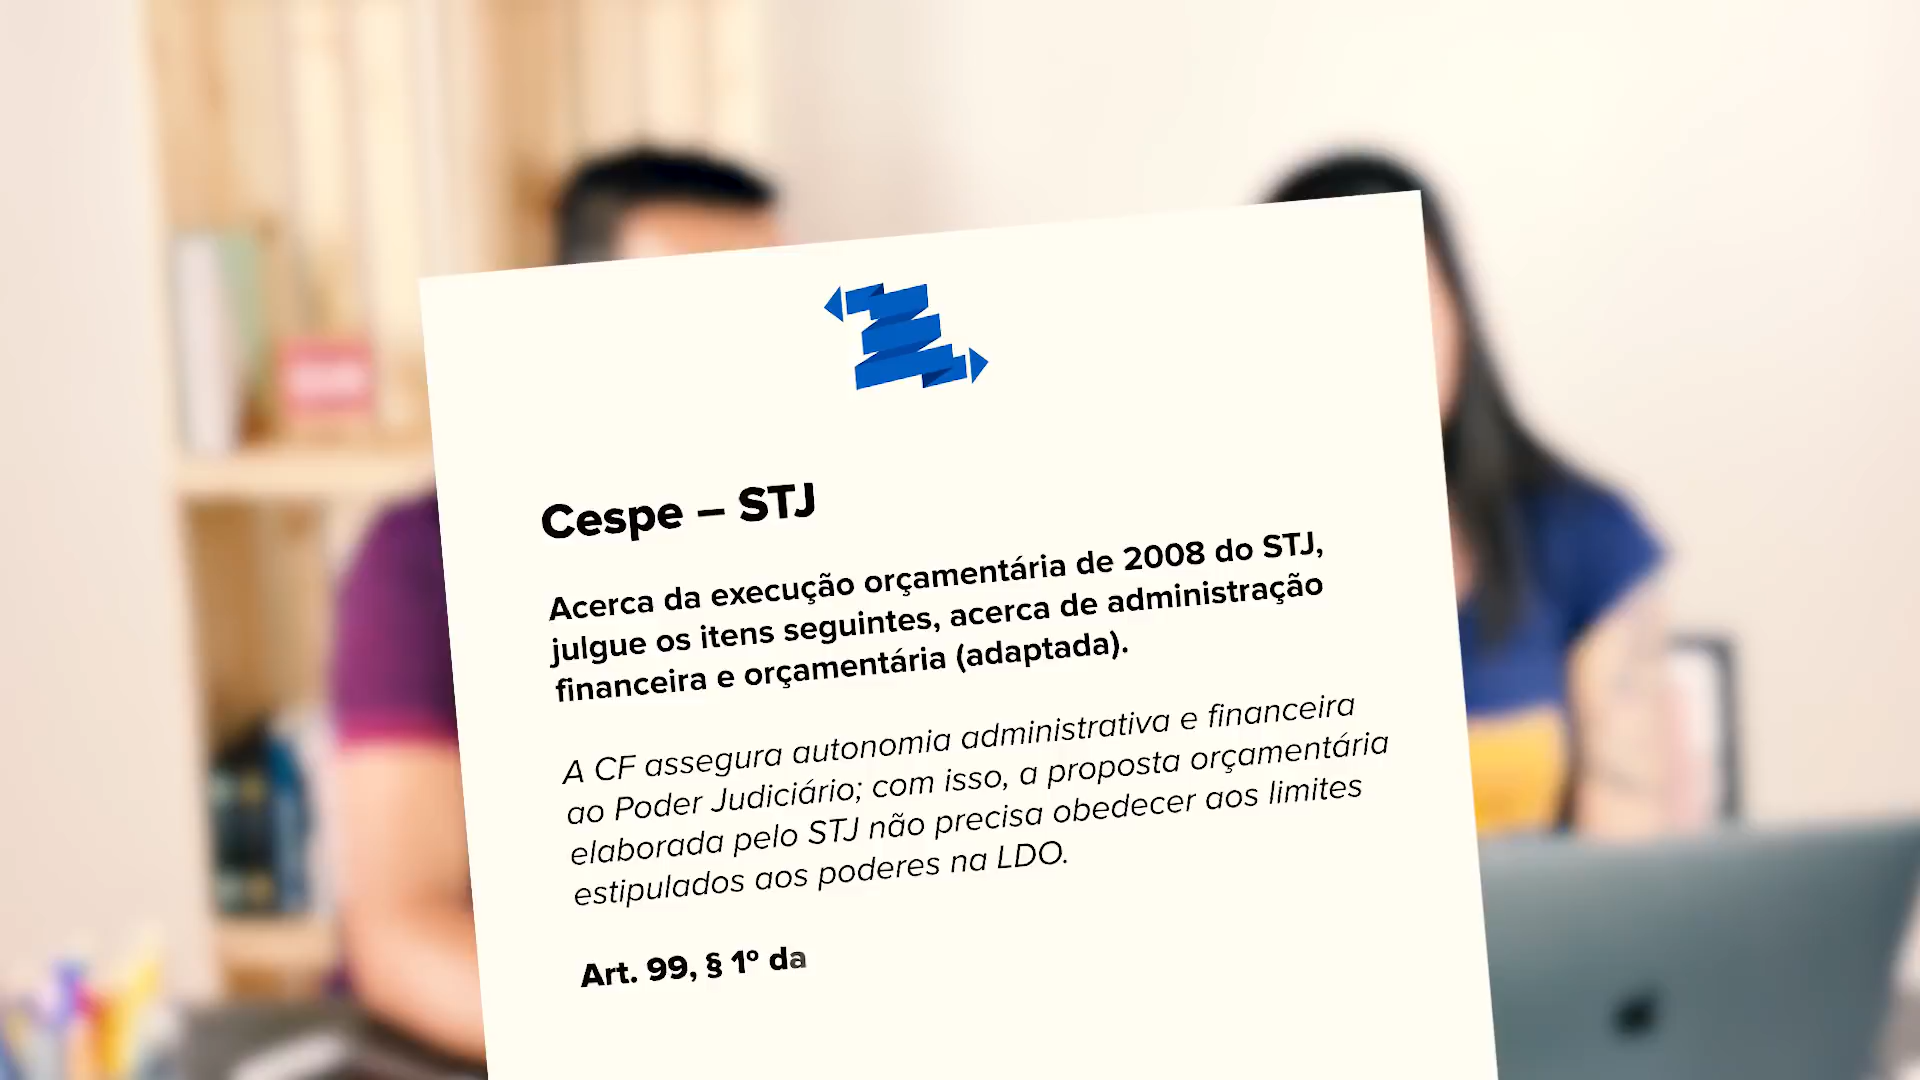 Cespe – STJ
Acerca da execução orçamentária de 2008 do STJ,
julgue os itens seguintes, acerca de administração
financeira e orçamentária (adaptada).
A CF assegura autonomia administrativa e financeira
ao Poder Judiciário; com isso, a proposta orçamentária
elaborada pelo STJ não precisa obedecer aos limites
estipulados aos poderes na LDO.
Art. 99, § 1º da